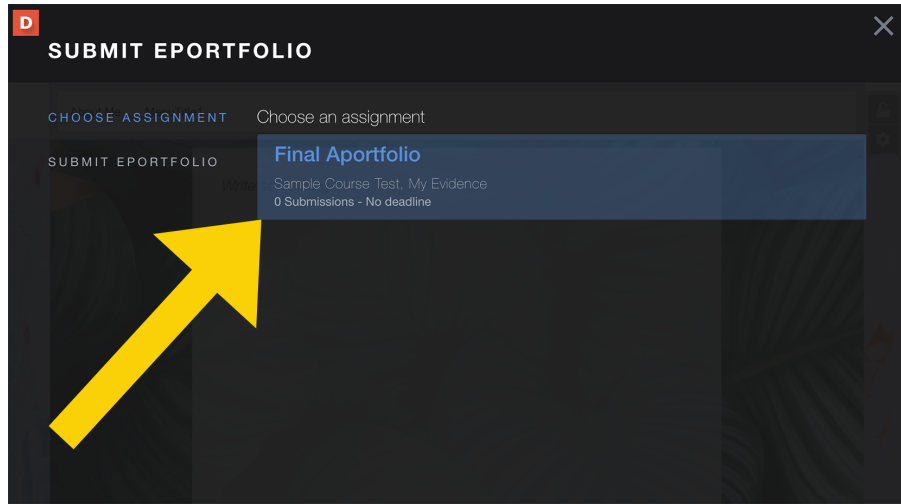 D
SUBMIT EPORTFOLIO
CHOOSE ASSIGNMENT
Choose an assignment
SUBMIT EPORTFOLIO
Final Aportfolio
Sample Course Test, My Evidence
0 Submissions - No deadline